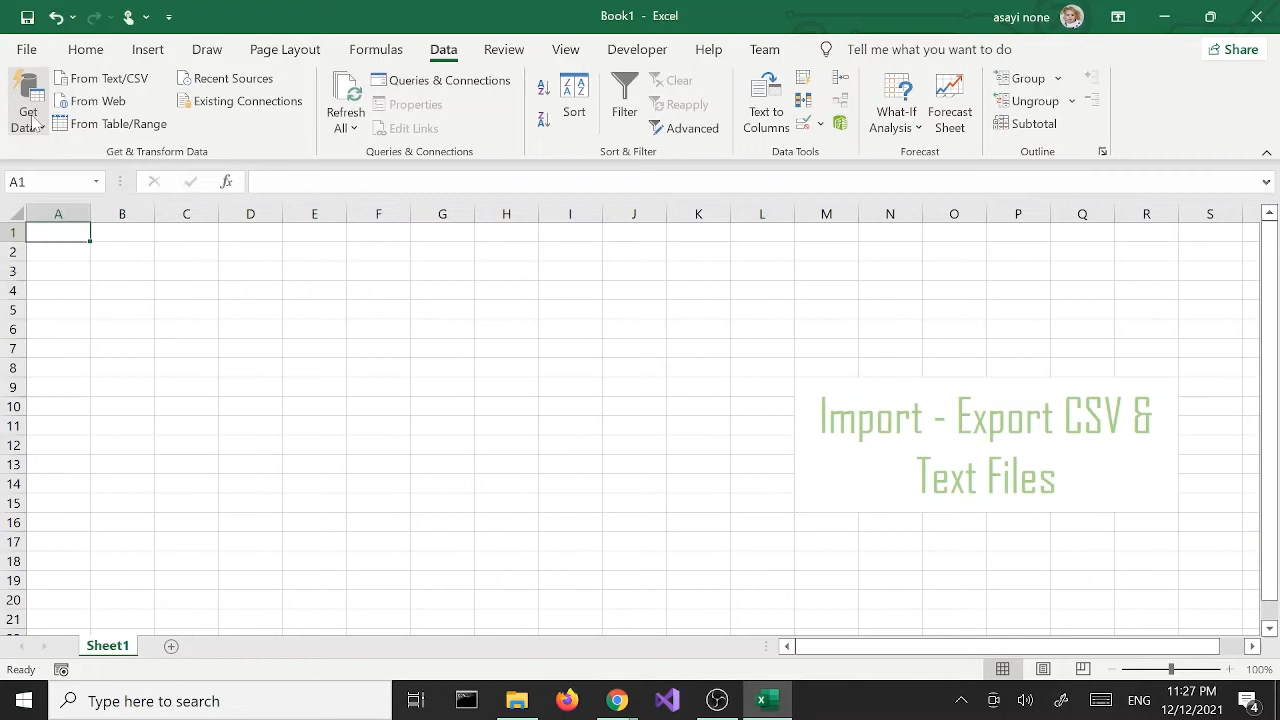 Book1 - Excel
asayi none
File Home Insert Draw Page Layout Formulas Data Review View Developer Help Team Tell me what you want to do Share
Get Data
From Text/CSV
From Web
From Table/Range
Recent Sources
Existing Connections
Get & Transform Data
Refresh All
Queries & Connections
Properties
Edit Links
Queries & Connections
Sort
Filter
Clear
Reapply
Advanced
Sort & Filter
Text to Columns
Data Tools
What-If Analysis
Forecast Sheet
Forecast
Group
Ungroup
Subtotal
Outline
A1
fx
A B C D E F G H I J K L M N O P Q R S
1
2
3
4
5
6
7
8
9
10
11
12
13
14
15
16
17
18
19
20
21
Import - Export CSV &
Text Files
Sheet1
Ready
100%
Type here to search
ENG
11:27 PM
12/12/2021